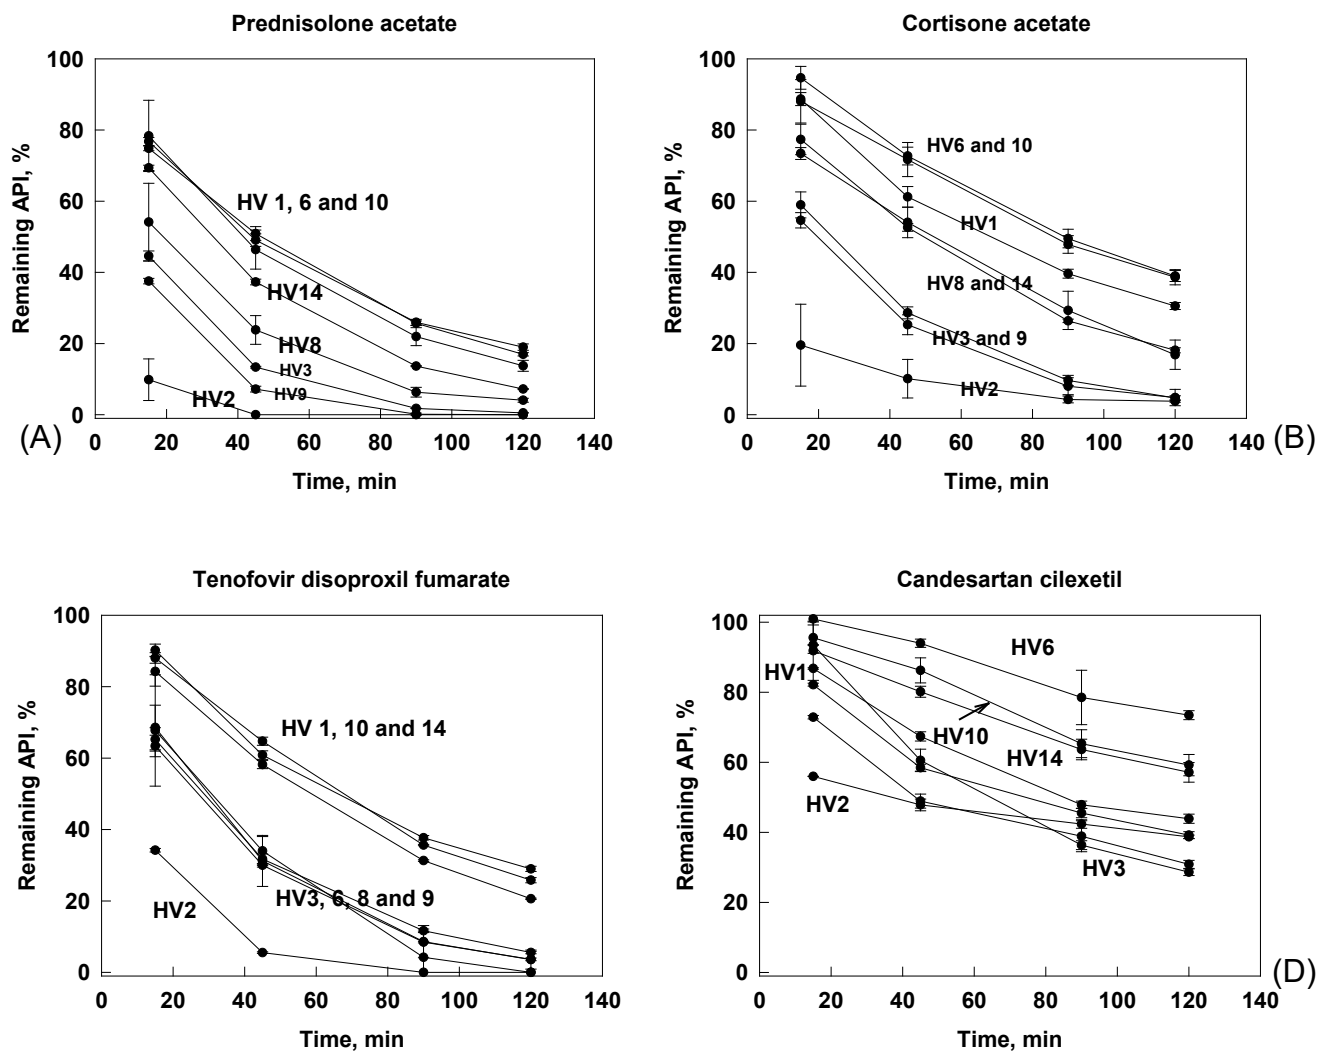 Prednisolone acetate
Remaining API, %
100
80
60
40
20
0
HV 1, 6 and 10
HV14
HV8
HV3
HV9
HV2
0 20 40 60 80 100 120 140
Time, min
(A)
Cortisone acetate
Remaining API, %
100
80
60
40
20
0
HV6 and 10
HV1
HV8 and 14
HV3 and 9
HV2
0 20 40 60 80 100 120 140
Time, min
(B)
Tenofovir disoproxil fumarate
Remaining API, %
100
80
60
40
20
0
HV 1, 10 and 14
HV3, 6, 8 and 9
HV2
0 20 40 60 80 100 120 140
Time, min
Candesartan cilexetil
Remaining API, %
100
80
60
40
20
0
HV6
HV1
HV10
HV14
HV2
HV3
0 20 40 60 80 100 120 140
Time, min
(D)